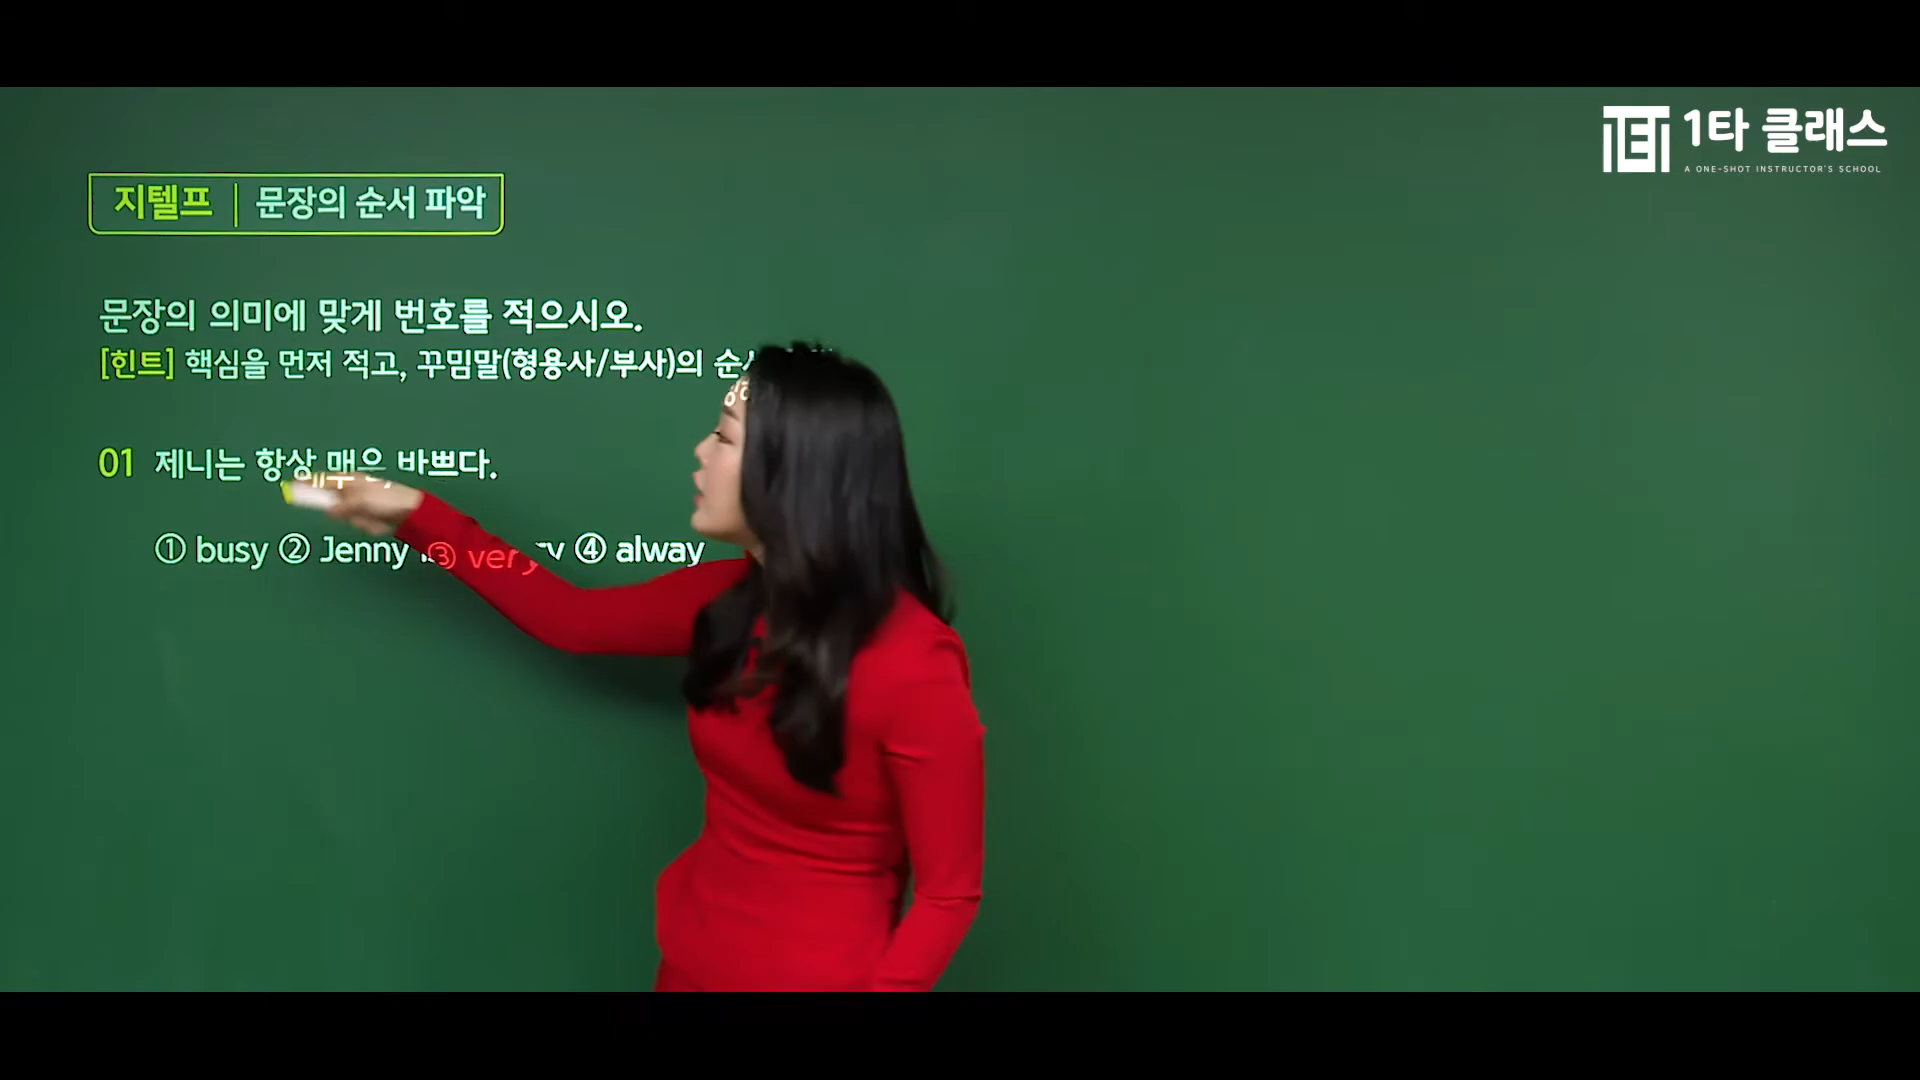 1타 클래스
A ONE-SHOT INSTRUCTOR'S SCHOOL
지텔프 | 문장의 순서 파악
문장의 의미에 맞게 번호를 적으시오.
[힌트] 핵심을 먼저 적고, 꾸밈말(형용사/부사)의
01 제니는 항상 매우 바쁘다.
① busy ② Jenny ③ very ④ alway